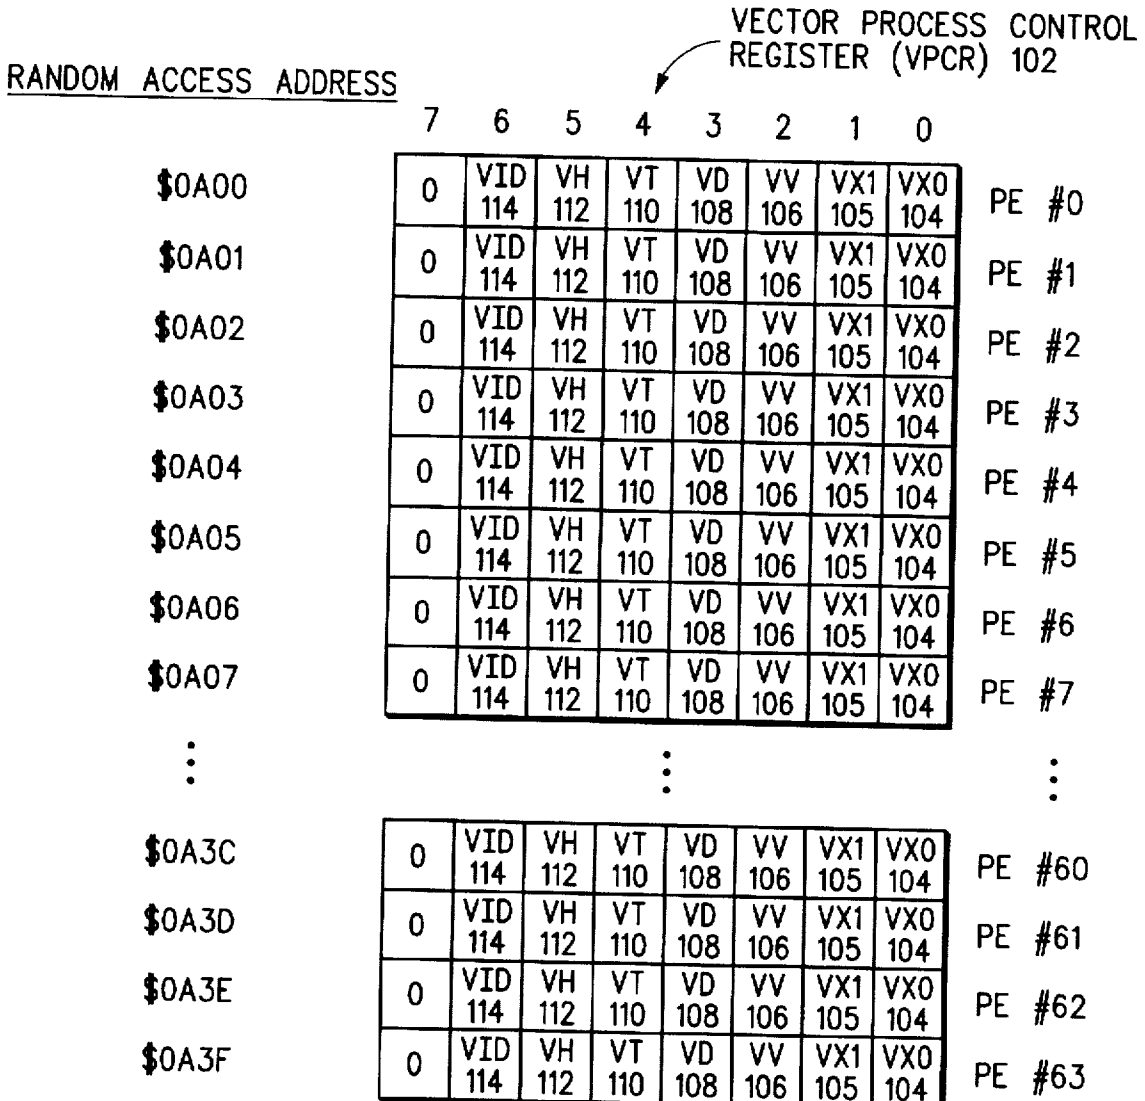 VECTOR PROCESS CONTROL
REGISTER (VPCR) 102
RANDOM ACCESS ADDRESS
7 6 5 4 3 2 1 0
$0A00 0 VID VH VT VD VV VX1 VX0 PE #0
114 112 110 108 106 105 104
$0A01 0 VID VH VT VD VV VX1 VX0 PE #1
114 112 110 108 106 105 104
$0A02 0 VID VH VT VD VV VX1 VX0 PE #2
114 112 110 108 106 105 104
$0A03 0 VID VH VT VD VV VX1 VX0 PE #3
114 112 110 108 106 105 104
$0A04 0 VID VH VT VD VV VX1 VX0 PE #4
114 112 110 108 106 105 104
$0A05 0 VID VH VT VD VV VX1 VX0 PE #5
114 112 110 108 106 105 104
$0A06 0 VID VH VT VD VV VX1 VX0 PE #6
114 112 110 108 106 105 104
$0A07 0 VID VH VT VD VV VX1 VX0 PE #7
114 112 110 108 106 105 104
$0A3C 0 VID VH VT VD VV VX1 VX0 PE #60
114 112 110 108 106 105 104
$0A3D 0 VID VH VT VD VV VX1 VX0 PE #61
114 112 110 108 106 105 104
$0A3E 0 VID VH VT VD VV VX1 VX0 PE #62
114 112 110 108 106 105 104
$0A3F 0 VID VH VT VD VV VX1 VX0 PE #63
114 112 110 108 106 105 104